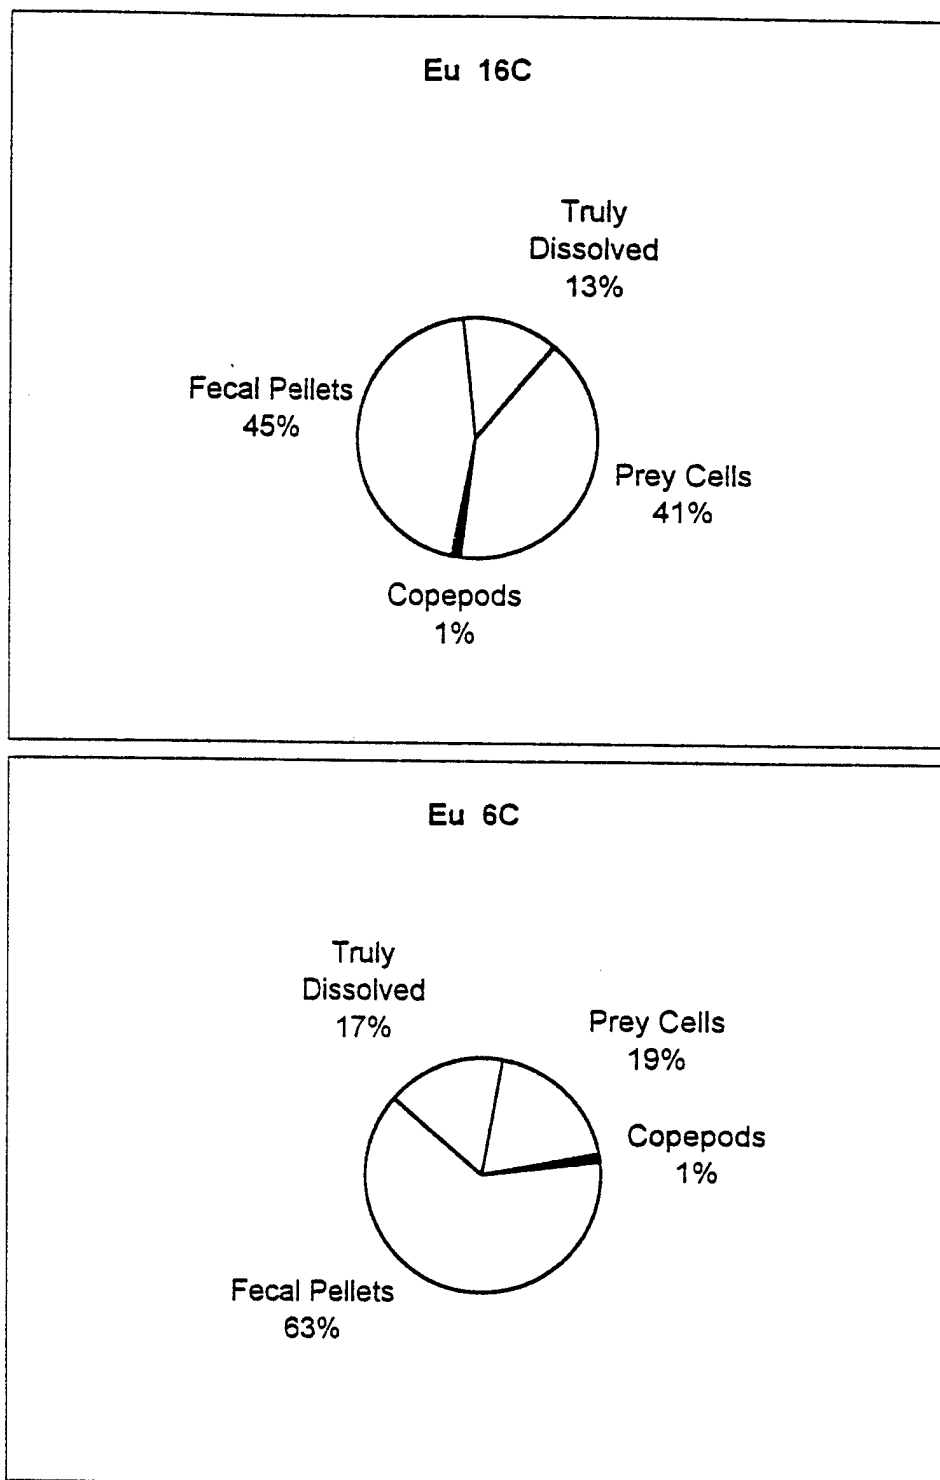 Eu 16C
Truly
Dissolved
13%
Fecal Pellets
45%
Prey Cells
41%
Copepods
1%
Eu 6C
Truly
Dissolved
17%
Prey Cells
19%
Copepods
1%
Fecal Pellets
63%